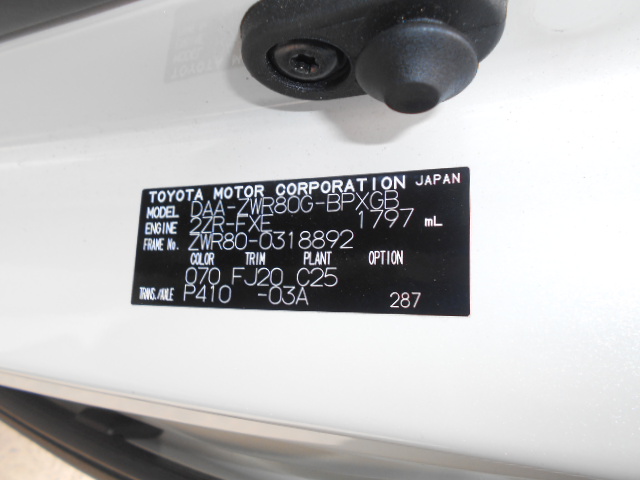 TOYOTA MOTOR CORPORATION JAPAN
MODEL DAA-ZWR80G-BPXGB
ENGINE 2ZR-FXE 1797 mL
FRAME No. ZWR80-0318892
COLOR TRIM PLANT OPTION
070 FJ20 C25
TRANS./AXLE P410 -03A 287